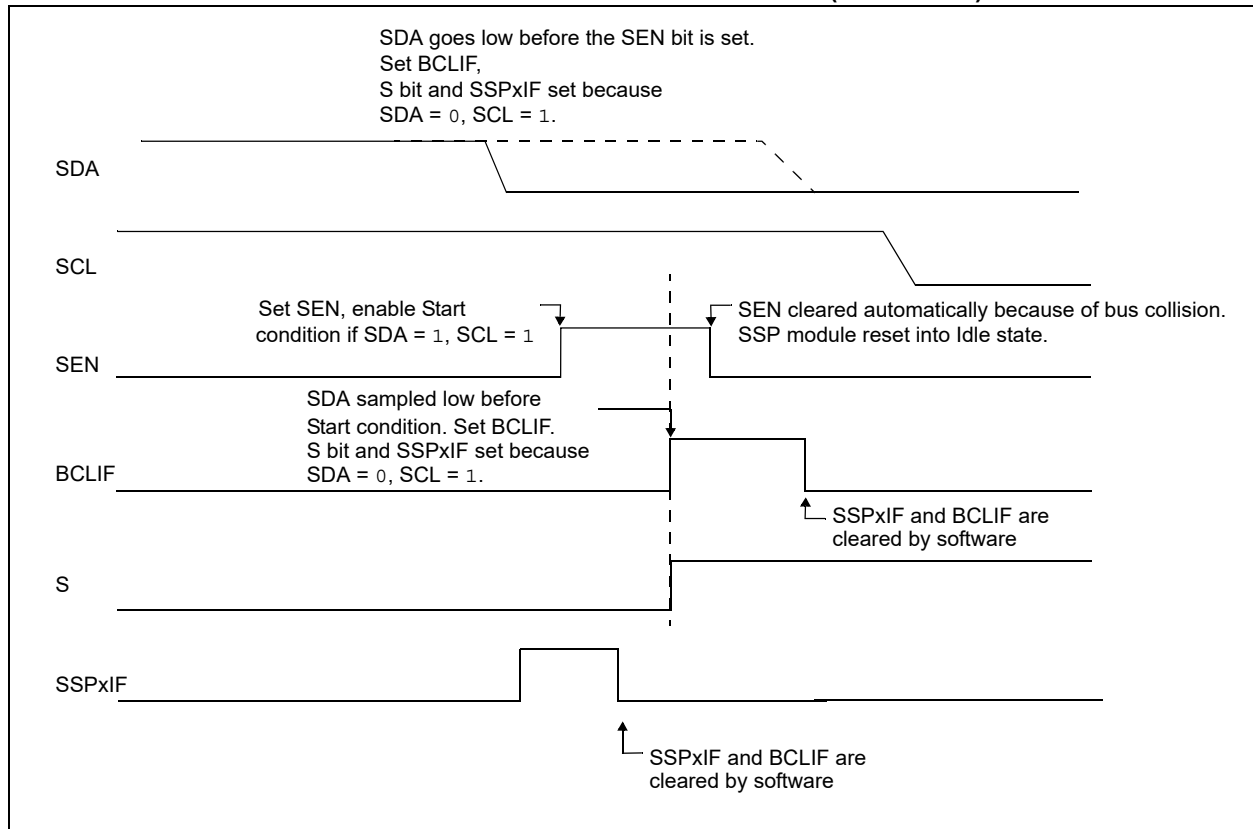 SDA goes low before the SEN bit is set.
Set BCLIF,
S bit and SSPxIF set because
SDA = 0, SCL = 1.
SDA
SCL
Set SEN, enable Start
condition if SDA = 1, SCL = 1
SEN cleared automatically because of bus collision.
SSP module reset into Idle state.
SEN
SDA sampled low before
Start condition. Set BCLIF.
S bit and SSPxIF set because
SDA = 0, SCL = 1.
BCLIF
SSPxIF and BCLIF are
cleared by software
S
SSPxIF
SSPxIF and BCLIF are
cleared by software